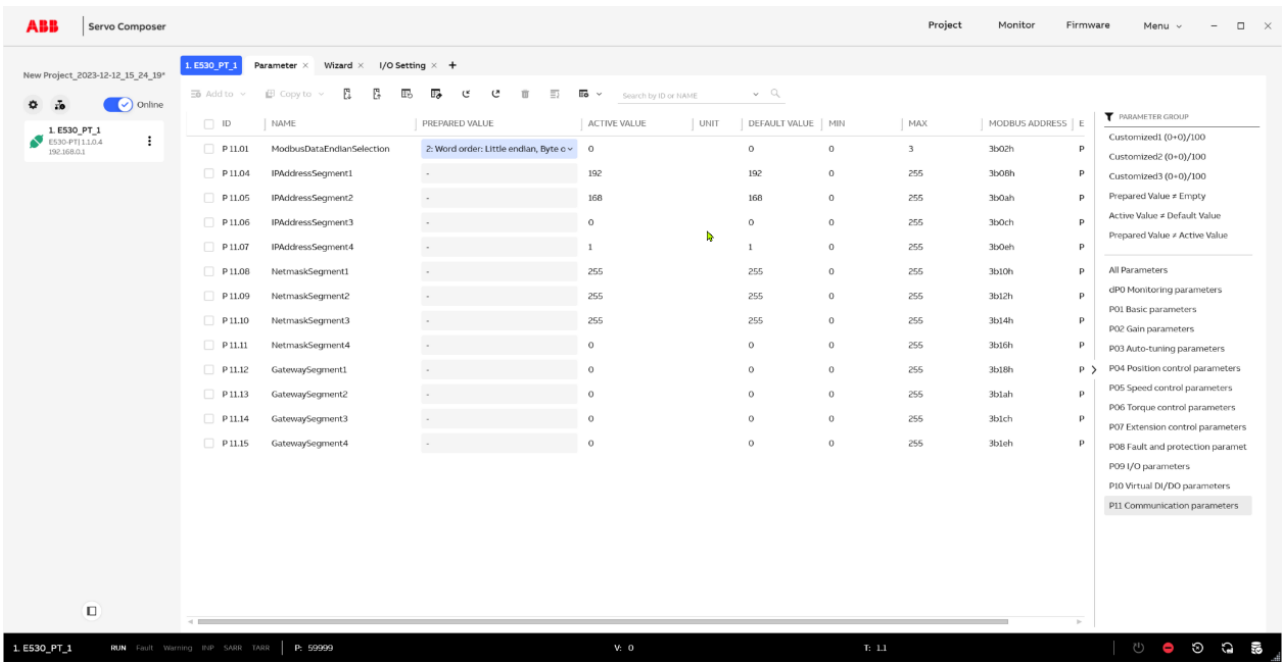 ABB Servo Composer Project Monitor Firmware Menu
New Project_2023-12-12_15_24_19*
Online
1. E530_PT_1
E530-PT|1.1.0.4
192.168.0.1
1. E530_PT_1 Parameter Wizard I/O Setting
Add to Copy to Search by ID or NAME
ID NAME PREPARED VALUE ACTIVE VALUE UNIT DEFAULT VALUE MIN MAX MODBUS ADDRESS E
P 11.01 ModbusDataEndianSelection 2: Word order: Little endian, Byte o 0 0 0 3 3b02h P
P 11.04 IPAddressSegment1 - 192 192 0 255 3b08h P
P 11.05 IPAddressSegment2 - 168 168 0 255 3b0ah P
P 11.06 IPAddressSegment3 - 0 0 0 255 3b0ch P
P 11.07 IPAddressSegment4 - 1 1 0 255 3b0eh P
P 11.08 NetmaskSegment1 - 255 255 0 255 3b10h P
P 11.09 NetmaskSegment2 - 255 255 0 255 3b12h P
P 11.10 NetmaskSegment3 - 255 255 0 255 3b14h P
P 11.11 NetmaskSegment4 - 0 0 0 255 3b16h P
P 11.12 GatewaySegment1 - 0 0 0 255 3b18h P
P 11.13 GatewaySegment2 - 0 0 0 255 3b1ah P
P 11.14 GatewaySegment3 - 0 0 0 255 3b1ch P
P 11.15 GatewaySegment4 - 0 0 0 255 3b1eh P
PARAMETER GROUP
Customized1 (0+0)/100
Customized2 (0+0)/100
Customized3 (0+0)/100
Prepared Value ≠ Empty
Active Value ≠ Default Value
Prepared Value ≠ Active Value
All Parameters
dP0 Monitoring parameters
P01 Basic parameters
P02 Gain parameters
P03 Auto-tuning parameters
P04 Position control parameters
P05 Speed control parameters
P06 Torque control parameters
P07 Extension control parameters
P08 Fault and protection paramet
P09 I/O parameters
P10 Virtual DI/DO parameters
P11 Communication parameters
1. E530_PT_1 RUN Fault Warning INP SARR TARR P: 59999 V: 0 T: 1.1